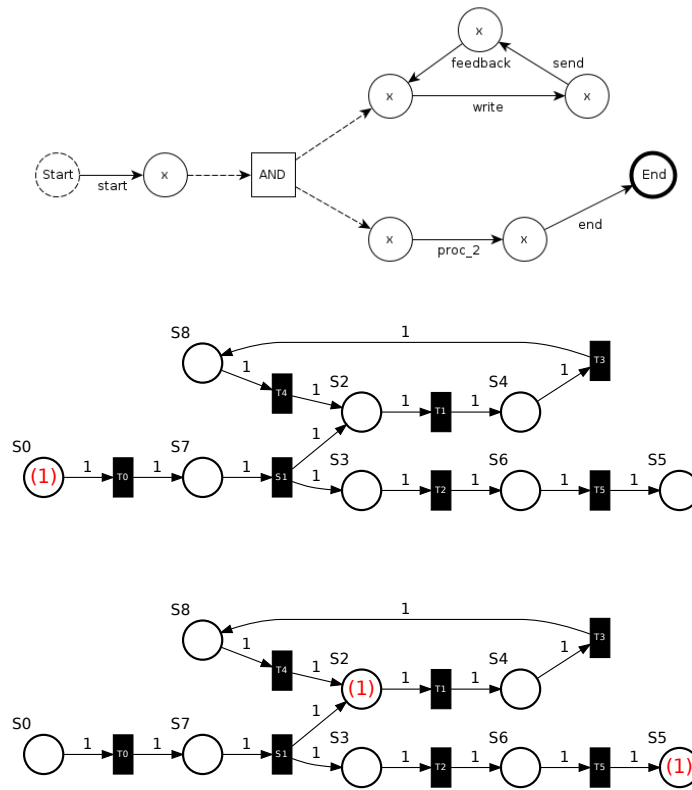 x
feedback
send
x
write
x
Start
start
x
AND
End
x
proc_2
x
end
1
S8
T3
1
T4
1
S2
1
T1
1
S4
1
S0
(1)
1
T0
1
S7
1
S1
1
1
S3
1
T2
1
S6
1
T5
1
S5
1
S8
T3
1
T4
1
S2
(1)
1
T1
1
S4
1
S0
1
T0
1
S7
1
S1
1
1
S3
1
T2
1
S6
1
T5
1
S5
(1)